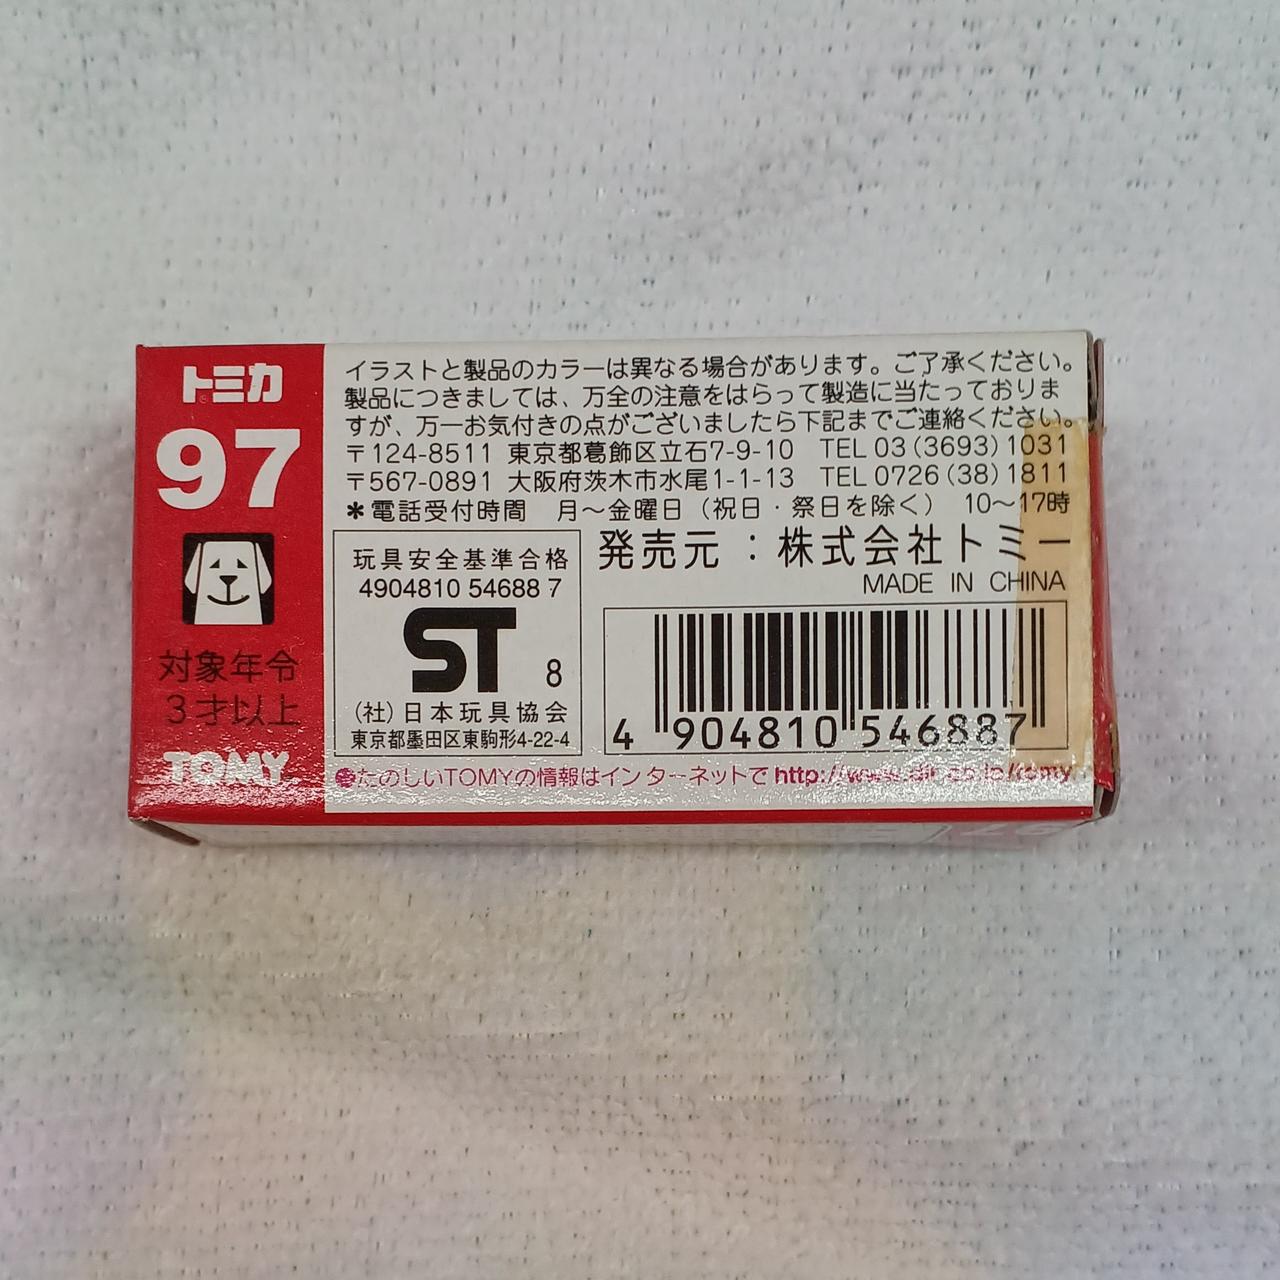 トミカ
97
対象年令
3才以上
TOMY
イラストと製品のカラーは異なる場合があります。ご了承ください。
製品につきましては、万全の注意をはらって製造に当たっておりま
すが、万一お気付きの点がございましたら下記までご連絡ください。
〒124-8511 東京都葛飾区立石7-9-10 TEL 03(3693)1031
〒567-0891 大阪府茨木市水尾1-1-13 TEL 0726(38)1811
＊電話受付時間 月～金曜日（祝日・祭日を除く） 10～17時
玩具安全基準合格
4904810 54688 7
ST 8
(社)日本玩具協会
東京都墨田区東駒形4-22-4
発売元：株式会社トミー
MADE IN CHINA
4 904810 546887
たのしいTOMYの情報はインターネットで http://www.dir.co.jp/tomy
97